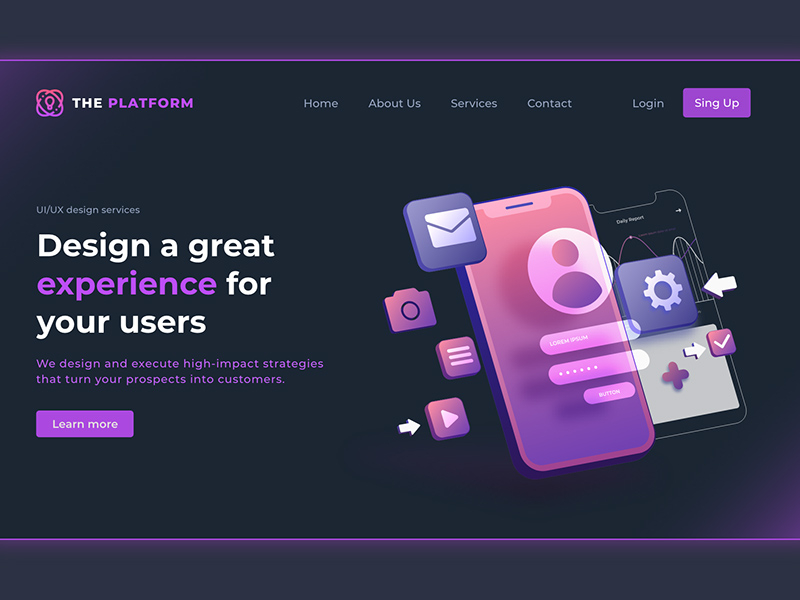 THE PLATFORM
Home
About Us
Services
Contact
Login
Sing Up
UI/UX design services
Design a great
experience for
your users
We design and execute high-impact strategies
that turn your prospects into customers.
Learn more
Daily Report
LOREM IPSUM
BUTTON